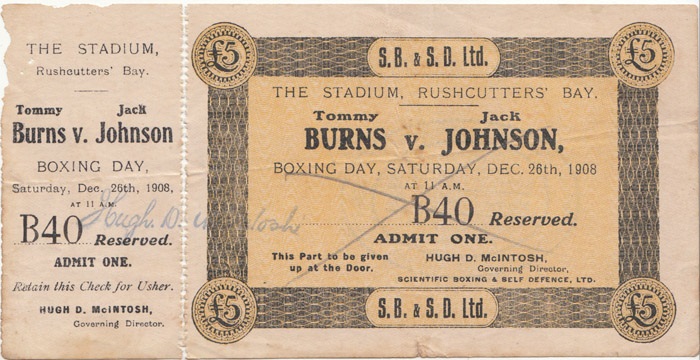 THE STADIUM,
Rushcutters' Bay.
Tommy Jack
Burns v. Johnson
BOXING DAY,
Saturday, Dec. 26th, 1908,
AT 11 A.M.
B40 Reserved.
ADMIT ONE.
Retain this Check for Usher.
HUGH D. McINTOSH,
Governing Director.
Hugh. D. McIntosh
£5 S. B. & S. D. Ltd. £5
THE STADIUM, RUSHCUTTERS' BAY.
Tommy Jack
BURNS v. JOHNSON,
BOXING DAY, SATURDAY, DEC. 26th, 1908
AT 11 A.M.
B40 Reserved.
ADMIT ONE.
This Part to be given
up at the Door.
HUGH D. McINTOSH,
Governing Director,
SCIENTIFIC BOXING & SELF DEFENCE, LTD.
£5 S. B. & S. D. Ltd. £5